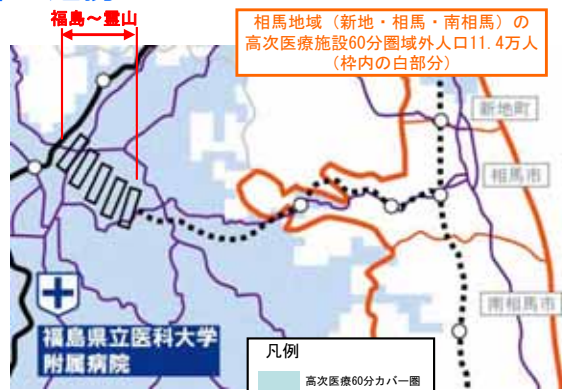 福島～霊山
相馬地域（新地・相馬・南相馬）の
高次医療施設60分圏域外人口11.4万人
（枠内の白部分）
新地町
相馬市
南相馬市
福島県立医科大学
附属病院
凡例
高次医療60分カバー圏